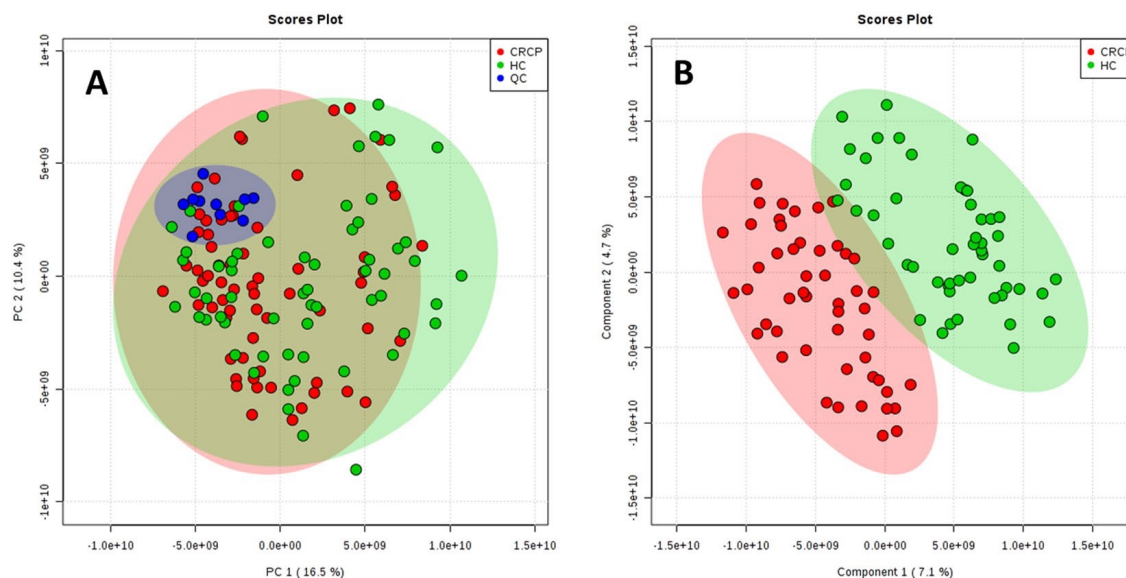 Scores Plot
A
CRCP
HC
QC
1e+10
5e+09
0e+00
-5e+09
-1e+10
PC 2 ( 10.4 %)
-1.0e+10
-5.0e+09
0.0e+00
5.0e+09
1.0e+10
1.5e+10
PC 1 ( 16.5 %)
Scores Plot
B
CRCP
HC
1.5e+10
1.0e+10
5.0e+09
0.0e+00
-5.0e+09
-1.0e+10
-1.5e+10
Component 2 ( 4.7 %)
-1.5e+10
-1.0e+10
-5.0e+09
0.0e+00
5.0e+09
1.0e+10
1.5e+10
Component 1 ( 7.1 %)